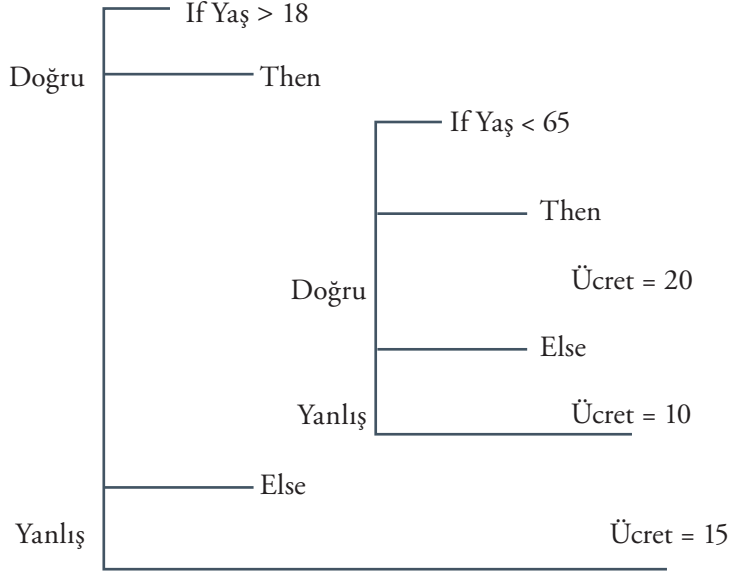 If Yaş > 18
Doğru Then
If Yaş < 65
Then
Ücret = 20
Doğru
Else
Yanlış Ücret = 10
Else
Yanlış Ücret = 15